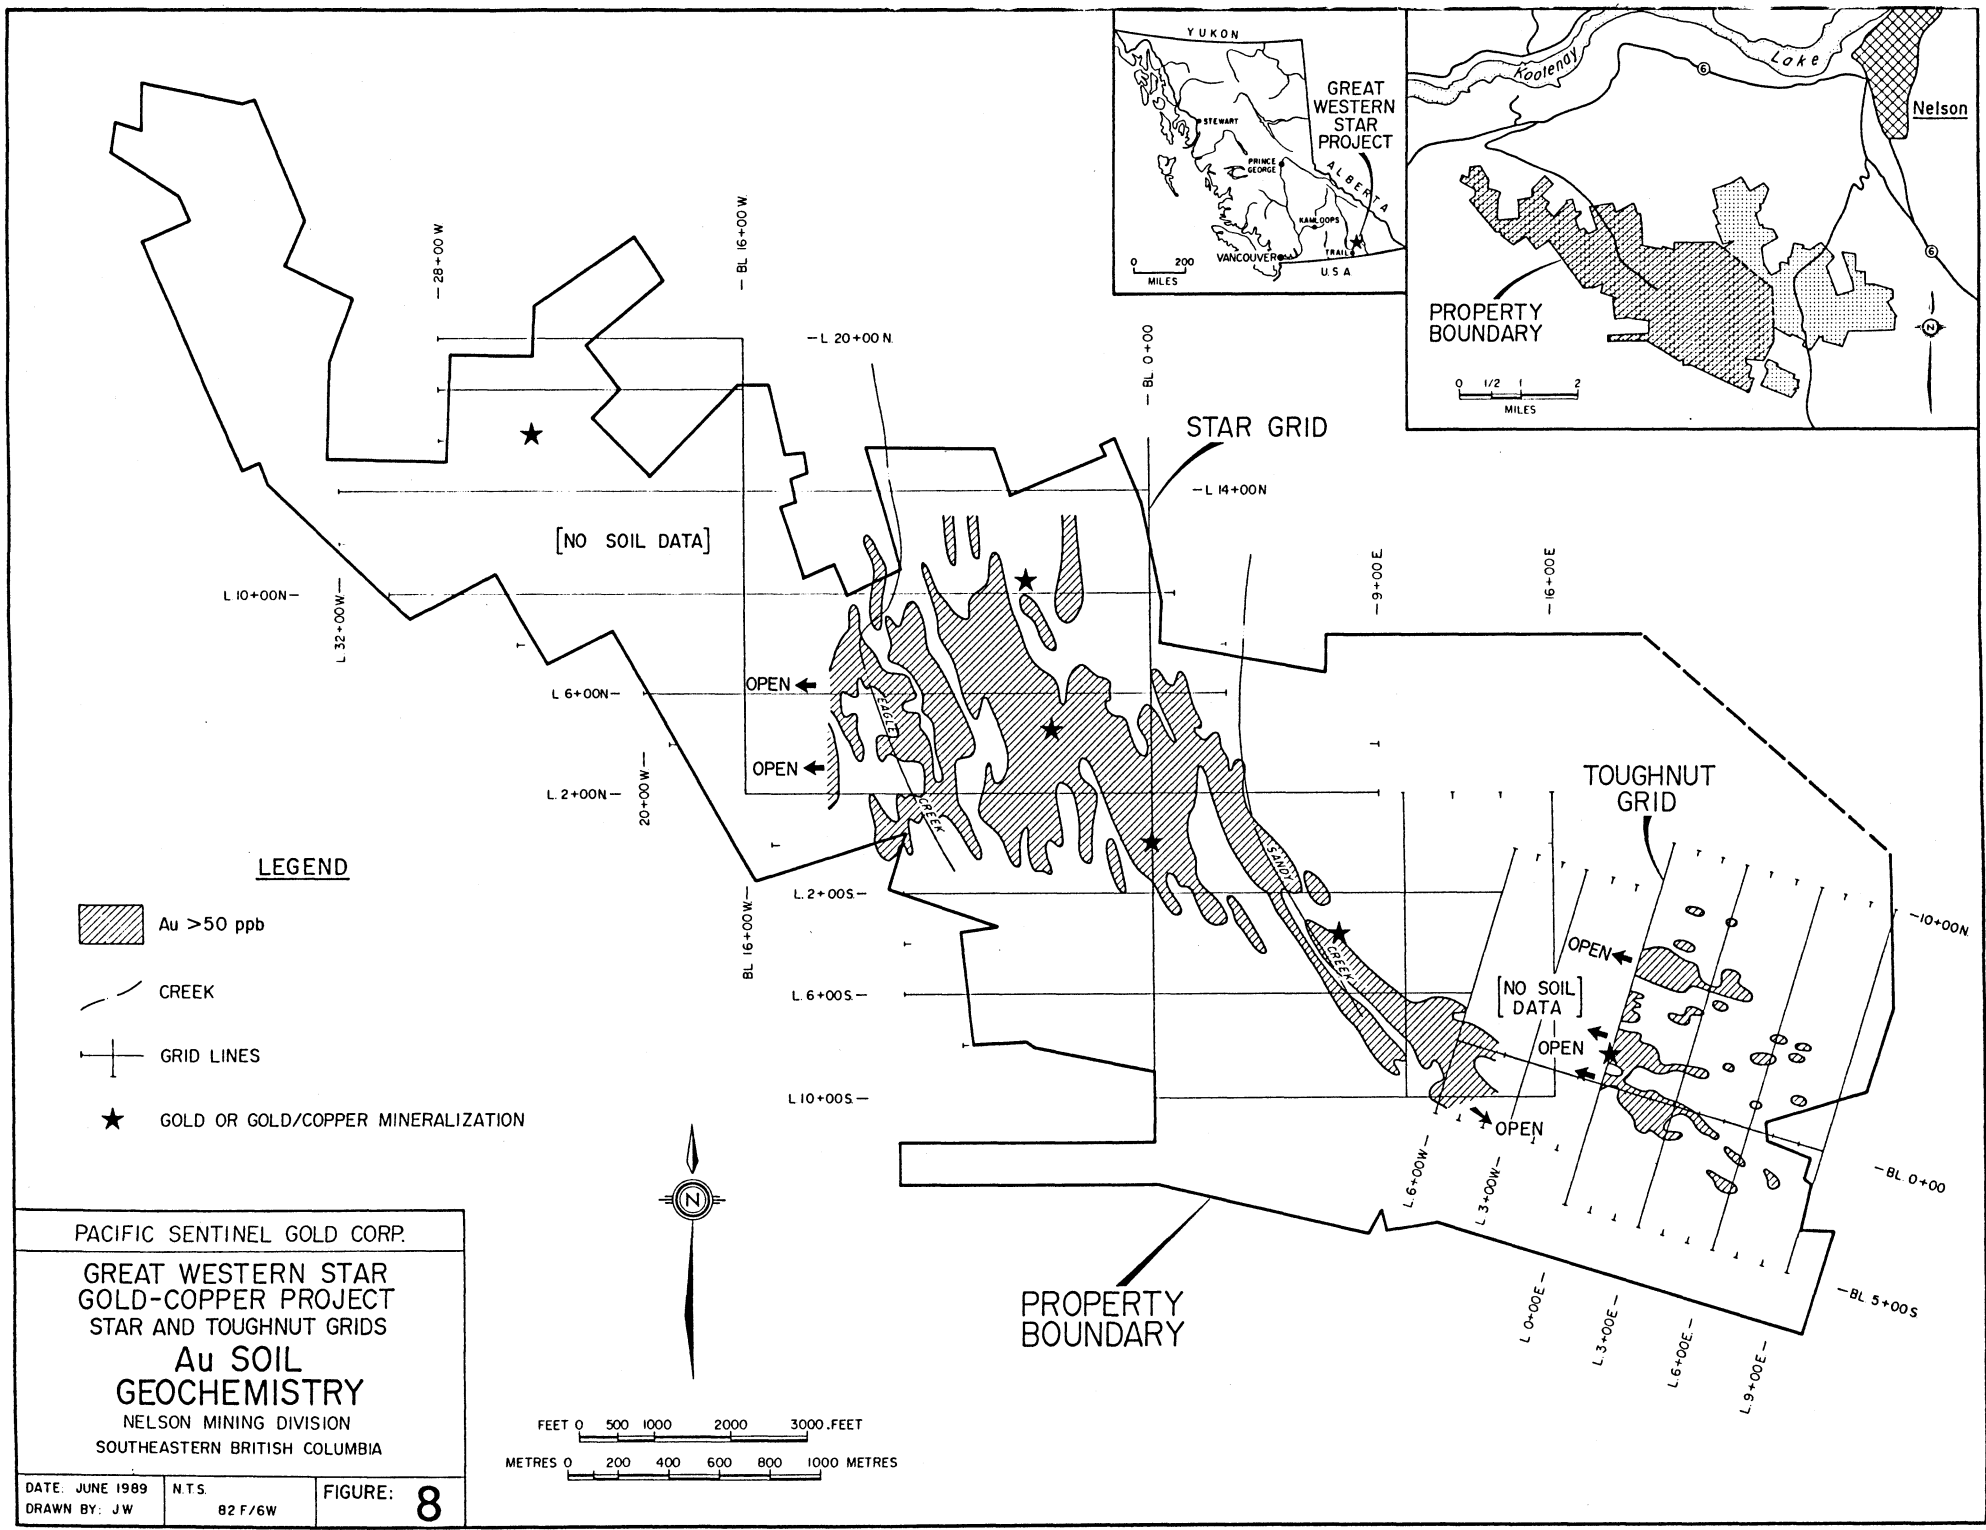 YUKON
STEWART
PRINCE
GEORGE
ALBERTA
KAMLOOPS
VANCOUVER
TRAIL
U.S.A
0 200
MILES
GREAT
WESTERN
STAR
PROJECT
Kootenay
Lake
6
Nelson
6
PROPERTY
BOUNDARY
N
0 1/2 1 2
MILES
28+00 W
BL 16+00 W.
L 20+00 N.
BL 0+00
STAR GRID
L 14+00N
[NO SOIL DATA]
L 10+00N
L. 32+00W.
9+00 E.
16+00E
OPEN
L 6+00N
EAGLE
OPEN
20+00 W
L. 2+00N
CREEK
TOUGHNUT
GRID
SANDY
L. 2+00S.
BL 16+00W.
10+00N.
OPEN
CREEK
[NO SOIL
DATA]
L. 6+00S.
OPEN
L 10+00S.
OPEN
L.6+00W
L 3+00W
BL. 0+00
BL. 5+00 S
L 0+00E
L.3+00E
L.6+00E.
L.9+00E
LEGEND
Au >50 ppb
CREEK
GRID LINES
GOLD OR GOLD/COPPER MINERALIZATION
N
PROPERTY
BOUNDARY
PACIFIC SENTINEL GOLD CORP.
GREAT WESTERN STAR
GOLD-COPPER PROJECT
STAR AND TOUGHNUT GRIDS
Au SOIL
GEOCHEMISTRY
NELSON MINING DIVISION
SOUTHEASTERN BRITISH COLUMBIA
DATE: JUNE 1989
DRAWN BY: JW
N.T.S.
82 F/6W
FIGURE: 8
FEET 0 500 1000 2000 3000 FEET
METRES 0 200 400 600 800 1000 METRES